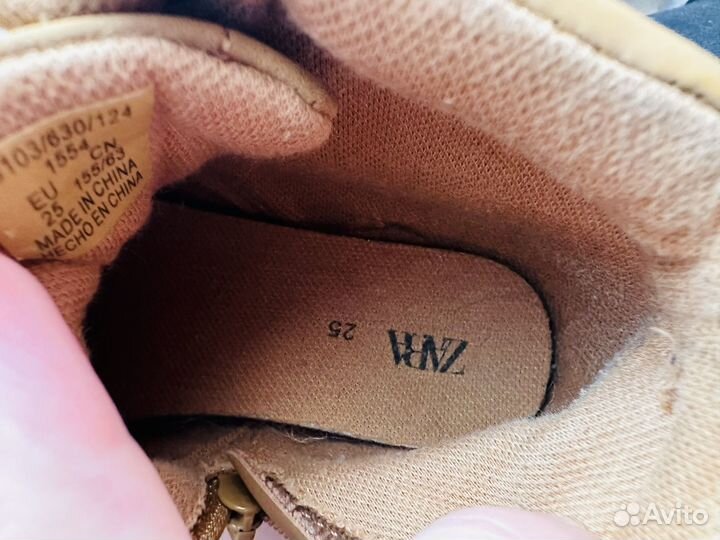 103/630/124
1554
EU CN
25 155/63
MADE IN CHINA
HECHO EN CHINA
ZARA
25
Avito